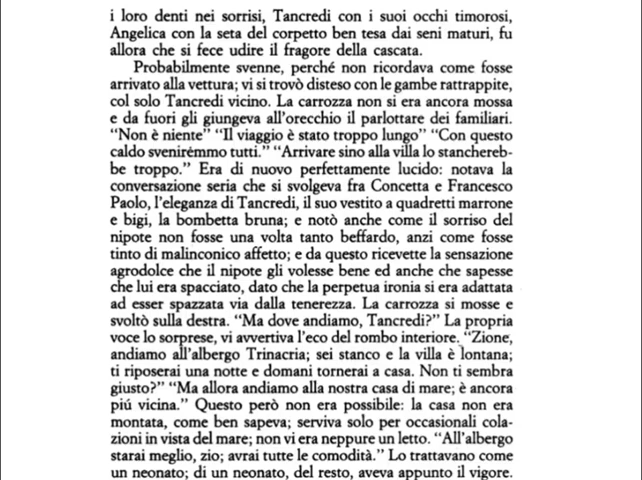 i loro denti nei sorrisi, Tancredi con i suoi occhi timorosi,
Angelica con la seta del corpetto ben tesa dai seni maturi, fu
allora che si fece udire il fragore della cascata.
Probabilmente svenne, perché non ricordava come fosse
arrivato alla vettura; vi si trovò disteso con le gambe rattrappite,
col solo Tancredi vicino. La carrozza non si era ancora mossa
e da fuori gli giungeva all'orecchio il parlottare dei familiari.
"Non è niente" "Il viaggio è stato troppo lungo" "Con questo
caldo svenirémmo tutti." "Arrivare sino alla villa lo stanchereb-
be troppo." Era di nuovo perfettamente lucido: notava la
conversazione seria che si svolgeva fra Concetta e Francesco
Paolo, l'eleganza di Tancredi, il suo vestito a quadretti marrone
e bigi, la bombetta bruna; e notò anche come il sorriso del
nipote non fosse una volta tanto beffardo, anzi come fosse
tinto di malinconico affetto; e da questo ricevette la sensazione
agrodolce che il nipote gli volesse bene ed anche che sapesse
che lui era spacciato, dato che la perpetua ironia si era adattata
ad esser spazzata via dalla tenerezza. La carrozza si mosse e
svoltò sulla destra. "Ma dove andiamo, Tancredi?" La propria
voce lo sorprese, vi avvertiva l'eco del rombo interiore. "Zione,
andiamo all'albergo Trinacria; sei stanco e la villa è lontana;
ti riposerai una notte e domani tornerai a casa. Non ti sembra
giusto?" "Ma allora andiamo alla nostra casa di mare; è ancora
piú vicina." Questo però non era possibile: la casa non era
montata, come ben sapeva; serviva solo per occasionali cola-
zioni in vista del mare; non vi era neppure un letto. "All'albergo
starai meglio, zio; avrai tutte le comodità." Lo trattavano come
un neonato; di un neonato, del resto, aveva appunto il vigore.